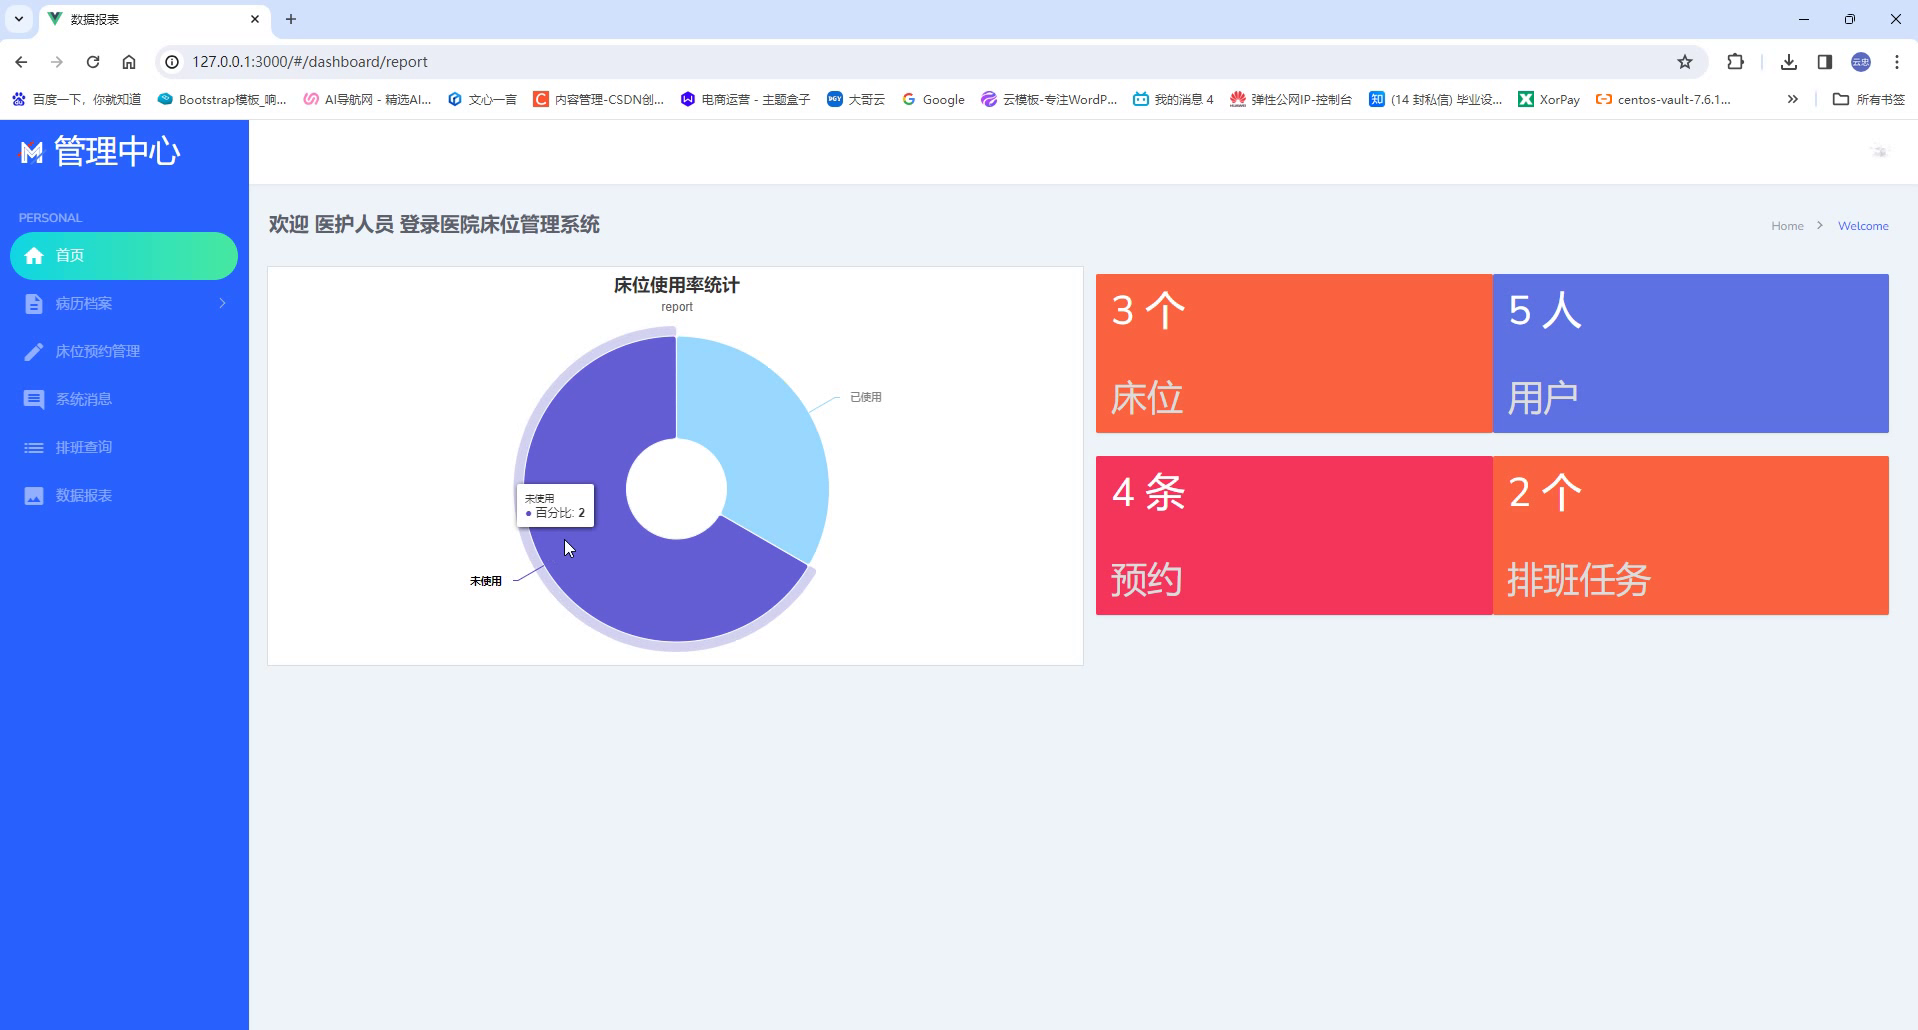 数据报表
127.0.0.1:3000/#/dashboard/report
百度一下，你就知道
Bootstrap模板_响...
AI导航网 - 精选AI...
文心一言
内容管理-CSDN创...
电商运营 - 主题盒子
大哥云
Google
云模板-专注WordP...
我的消息 4
弹性公网IP-控制台
(14 封私信) 毕业设...
XorPay
centos-vault-7.6.1...
所有书签
管理中心
PERSONAL
首页
病历档案
床位预约管理
系统消息
排班查询
数据报表
欢迎 医护人员 登录医院床位管理系统
Home
Welcome
床位使用率统计
report
已使用
未使用
百分比: 2
未使用
3 个
床位
5 人
用户
4 条
预约
2 个
排班任务